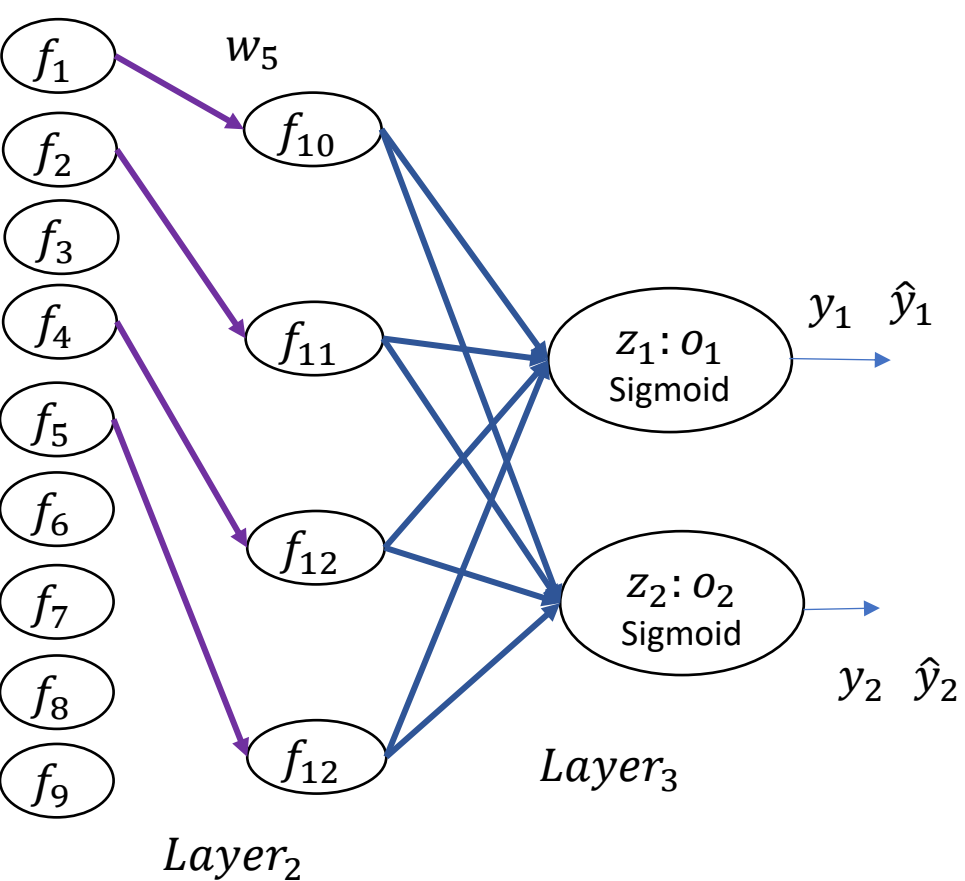 f₁
f₂
f₃
f₄
f₅
f₆
f₇
f₈
f₉
w₅
f₁₀
f₁₁
f₁₂
f₁₂
Layer₂
z₁: o₁
Sigmoid
z₂: o₂
Sigmoid
Layer₃
y₁ ŷ₁
y₂ ŷ₂